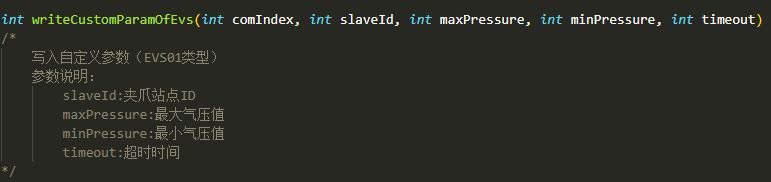 int writeCustomParamOfEvs(int comIndex, int slaveId, int maxPressure, int minPressure, int timeout)
/*
写入自定义参数（EVS01类型）
参数说明:
slaveId:夹爪站点ID
maxPressure:最大气压值
minPressure:最小气压值
timeout:超时时间
*/